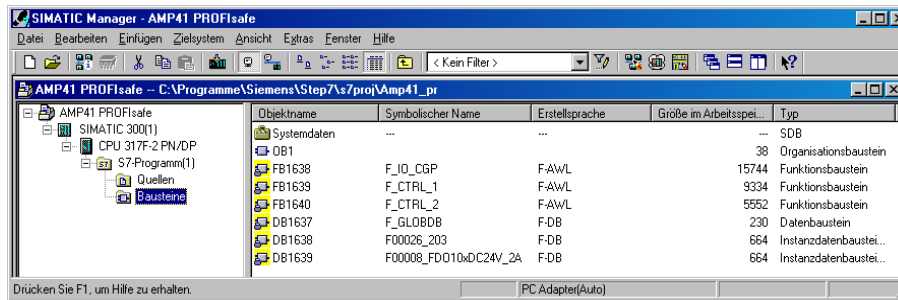 SIMATIC Manager - AMP41 PROFIsafe
Datei Bearbeiten Einfügen Zielsystem Ansicht Extras Fenster Hilfe
< Kein Filter >
AMP41 PROFIsafe -- C:\Programme\Siemens\Step7\s7proj\Amp41_pr
AMP41 PROFIsafe
SIMATIC 300(1)
CPU 317F-2 PN/DP
S7-Programm(1)
Quellen
Bausteine
Objektname Symbolischer Name Erstellsprache Größe im Arbeitsspei... Typ
Systemdaten --- --- --- SDB
OB1 38 Organisationsbaustein
FB1638 F_IO_CGP F-AWL 15744 Funktionsbaustein
FB1639 F_CTRL_1 F-AWL 9334 Funktionsbaustein
FB1640 F_CTRL_2 F-AWL 5552 Funktionsbaustein
DB1637 F_GLOBDB F-DB 230 Datenbaustein
DB1638 F00026_203 F-DB 664 Instanzdatenbaustei...
DB1639 F00008_FDO10xDC24V_2A F-DB 664 Instanzdatenbaustei...
Drücken Sie F1, um Hilfe zu erhalten. PC Adapter(Auto)